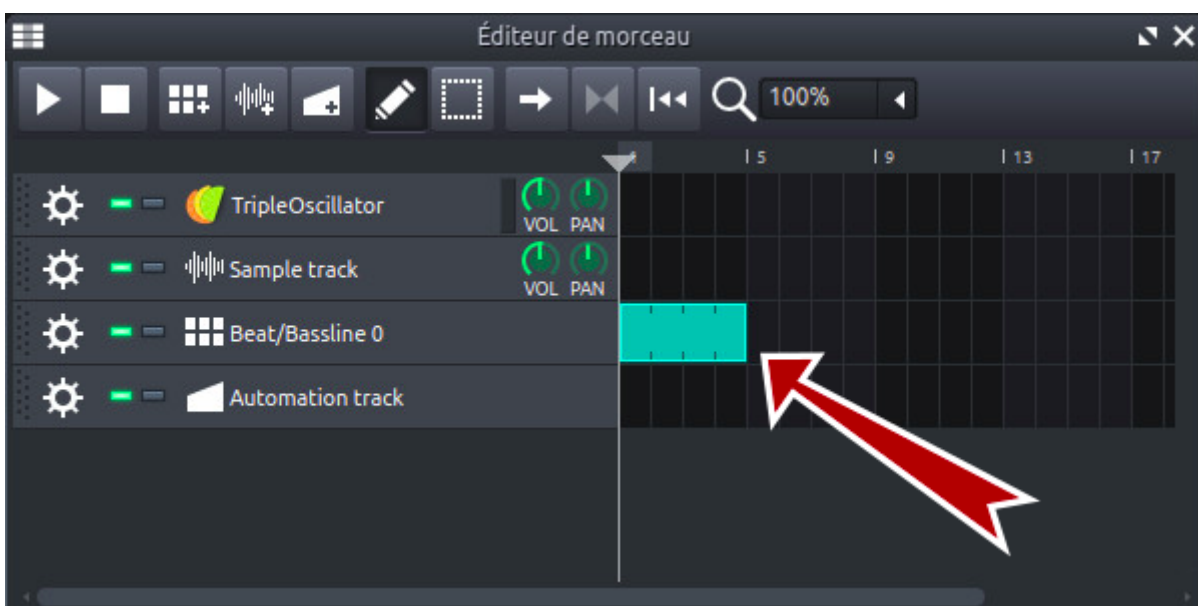 Éditeur de morceau
100%
5 9 13 17
TripleOscillator VOL PAN
Sample track VOL PAN
Beat/Bassline 0
Automation track